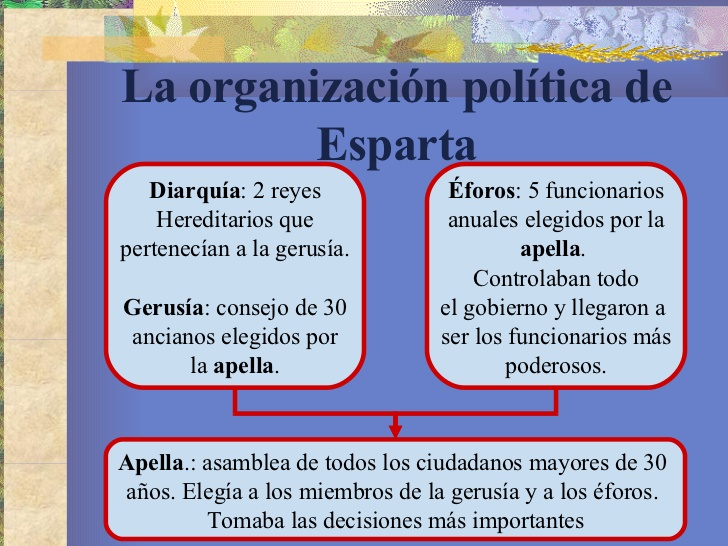 La organización política de
Esparta
Diarquía: 2 reyes
Hereditarios que
pertenecían a la gerusía.
Gerusía: consejo de 30
ancianos elegidos por
la apella.
Éforos: 5 funcionarios
anuales elegidos por la
apella.
Controlaban todo
el gobierno y llegaron a
ser los funcionarios más
poderosos.
Apella.: asamblea de todos los ciudadanos mayores de 30
años. Elegía a los miembros de la gerusía y a los éforos.
Tomaba las decisiones más importantes